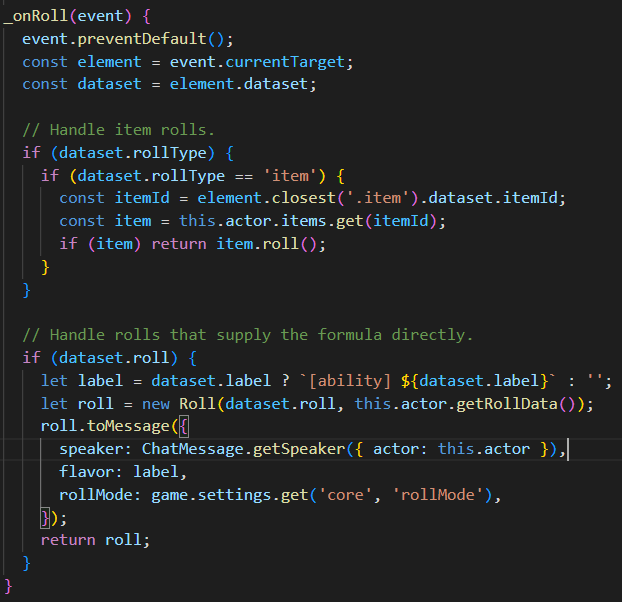 _onRoll(event) {
event.preventDefault();
const element = event.currentTarget;
const dataset = element.dataset;
// Handle item rolls.
if (dataset.rollType) {
if (dataset.rollType == 'item') {
const itemId = element.closest('.item').dataset.itemId;
const item = this.actor.items.get(itemId);
if (item) return item.roll();
}
}
// Handle rolls that supply the formula directly.
if (dataset.roll) {
let label = dataset.label ? `[ability] ${dataset.label}` : '';
let roll = new Roll(dataset.roll, this.actor.getRollData());
roll.toMessage({
speaker: ChatMessage.getSpeaker({ actor: this.actor }),
flavor: label,
rollMode: game.settings.get('core', 'rollMode'),
});
return roll;
}
}